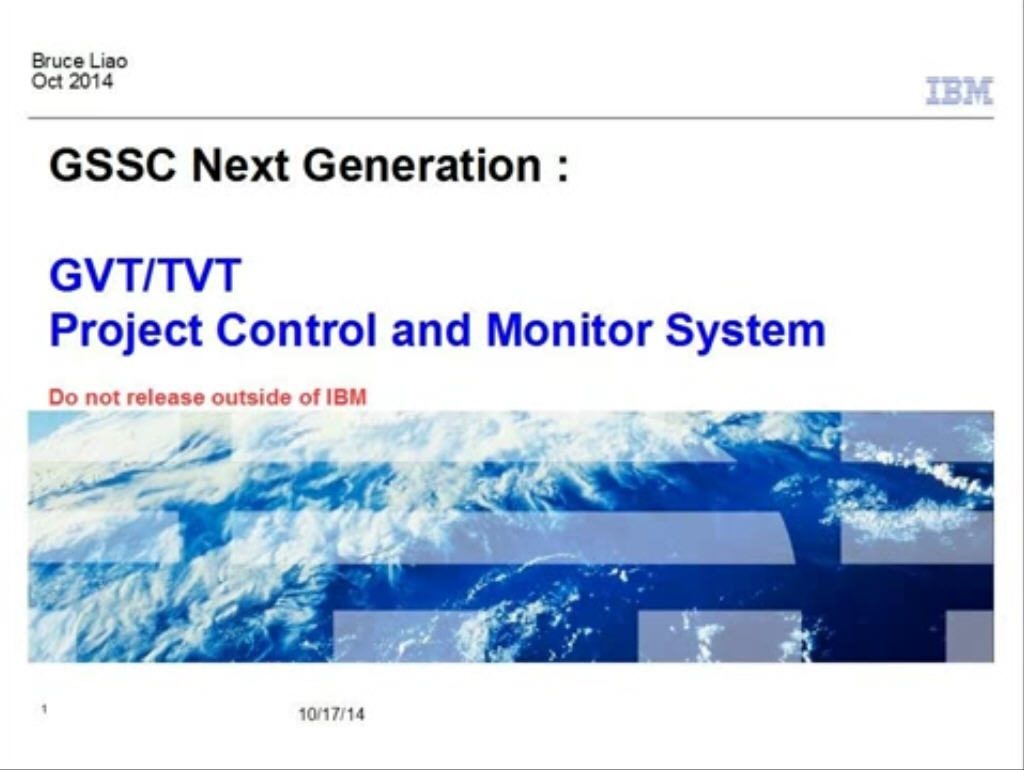 Bruce Liao
Oct 2014
IBM
GSSC Next Generation :
GVT/TVT
Project Control and Monitor System
Do not release outside of IBM
1
10/17/14